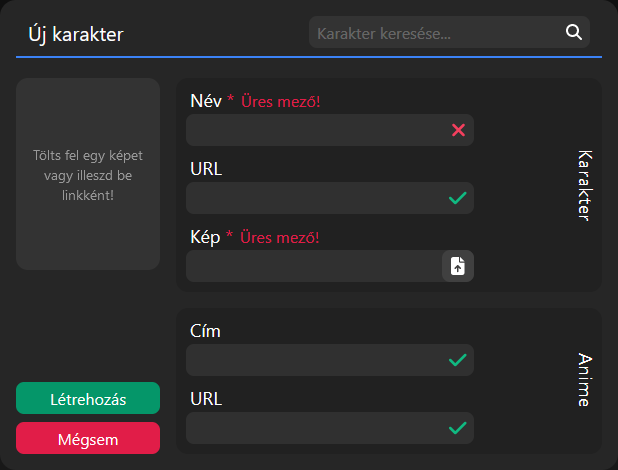 Új karakter
Karakter keresése...
Tölts fel egy képet
vagy illeszd be
linkként!
Név * Üres mező!
URL
Kép * Üres mező!
Karakter
Cím
URL
Anime
Létrehozás
Mégsem